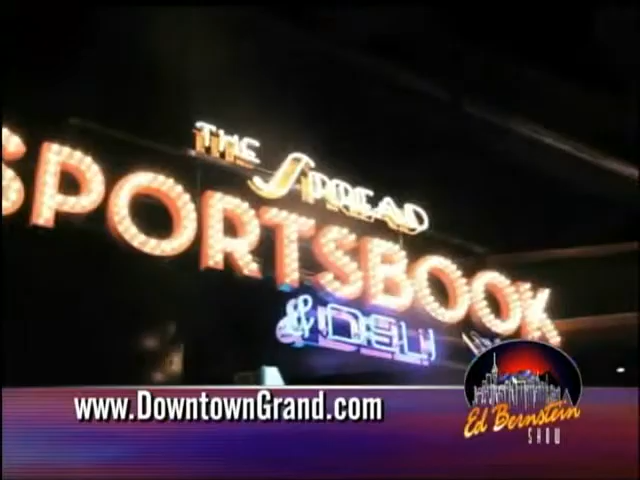 THE SPREAD
SPORTSBOOK
& DELI
www.DowntownGrand.com
Ed Bernstein
SHOW